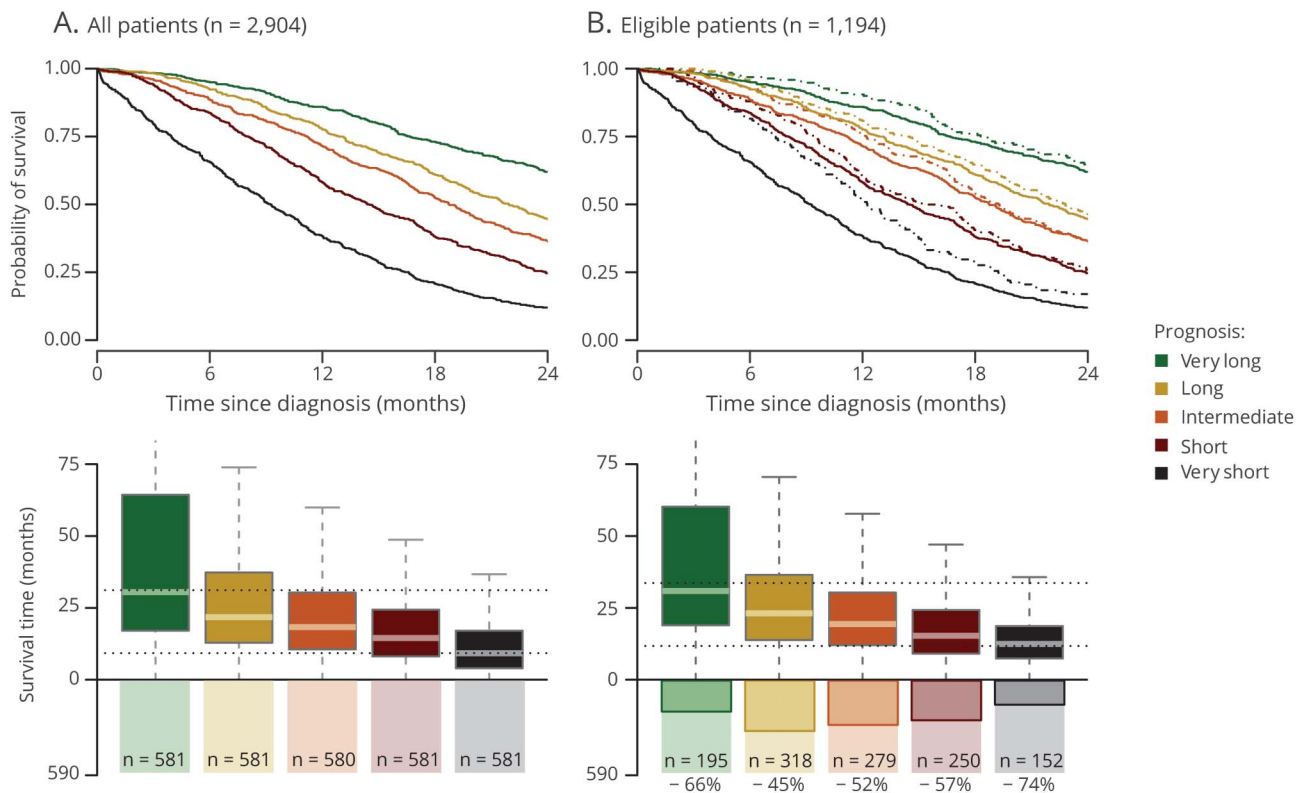 A. All patients (n = 2,904)
1.00
0.75
0.50
0.25
0.00
Probability of survival
0 6 12 18 24
Time since diagnosis (months)
B. Eligible patients (n = 1,194)
1.00
0.75
0.50
0.25
0.00
0 6 12 18 24
Time since diagnosis (months)
Prognosis:
Very long
Long
Intermediate
Short
Very short
75
50
25
0
590
Survival time (months)
n = 581 n = 581 n = 580 n = 581 n = 581
75
50
25
0
590
n = 195 n = 318 n = 279 n = 250 n = 152
– 66% – 45% – 52% – 57% – 74%